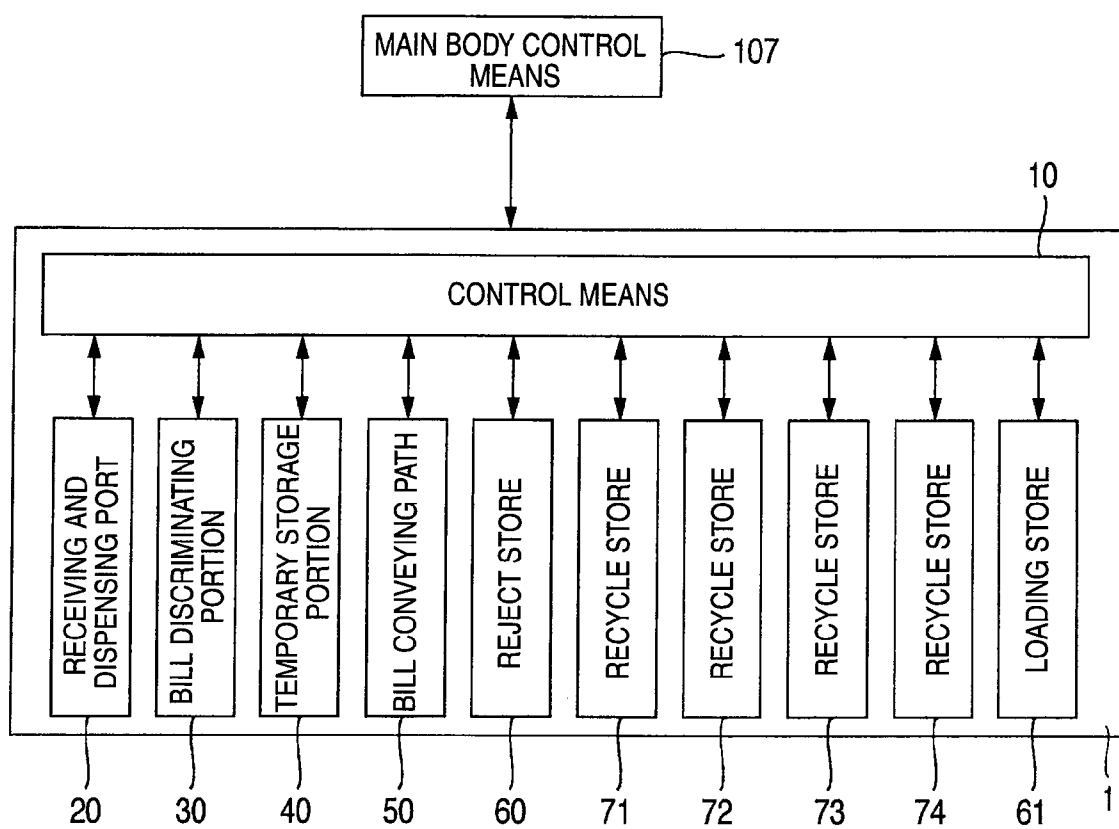 MAIN BODY CONTROL
MEANS
107
10
CONTROL MEANS
RECEIVING AND
DISPENSING PORT
BILL DISCRIMINATING
PORTION
TEMPORARY STORAGE
PORTION
BILL CONVEYING PATH
REJECT STORE
RECYCLE STORE
RECYCLE STORE
RECYCLE STORE
RECYCLE STORE
LOADING STORE
20
30
40
50
60
71
72
73
74
61
1